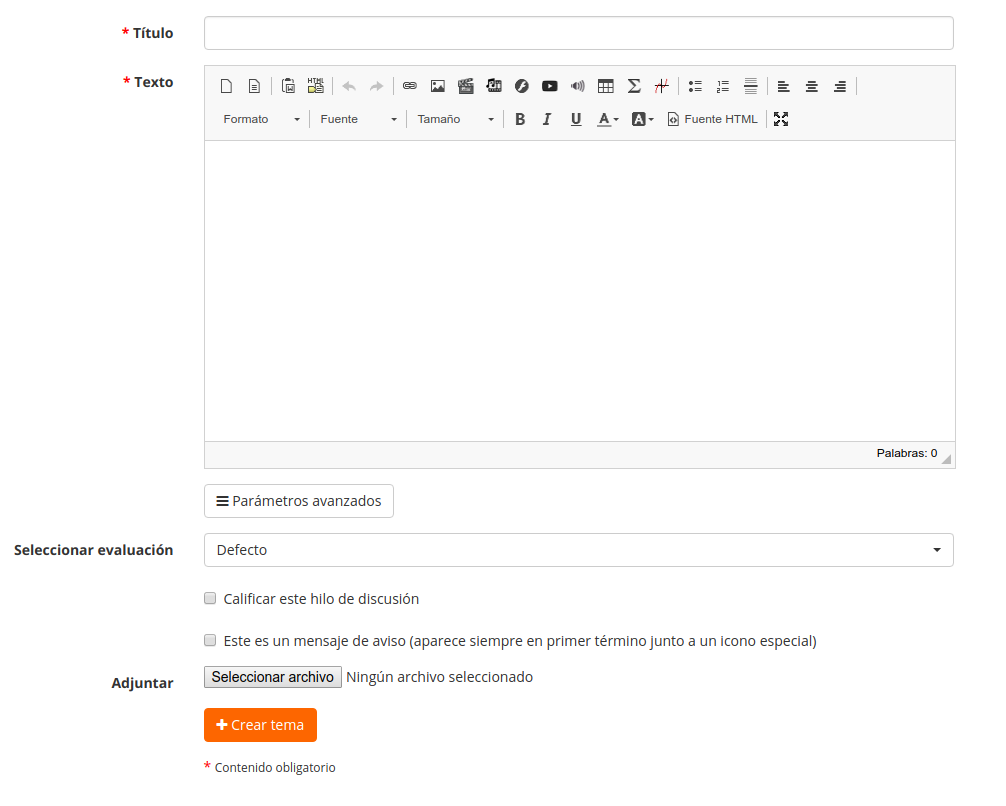 * Título
* Texto
HTML
Formato Fuente Tamaño B I U A A Fuente HTML
Palabras: 0
Parámetros avanzados
Seleccionar evaluación Defecto
Calificar este hilo de discusión
Este es un mensaje de aviso (aparece siempre en primer término junto a un icono especial)
Adjuntar Seleccionar archivo Ningún archivo seleccionado
+ Crear tema
* Contenido obligatorio